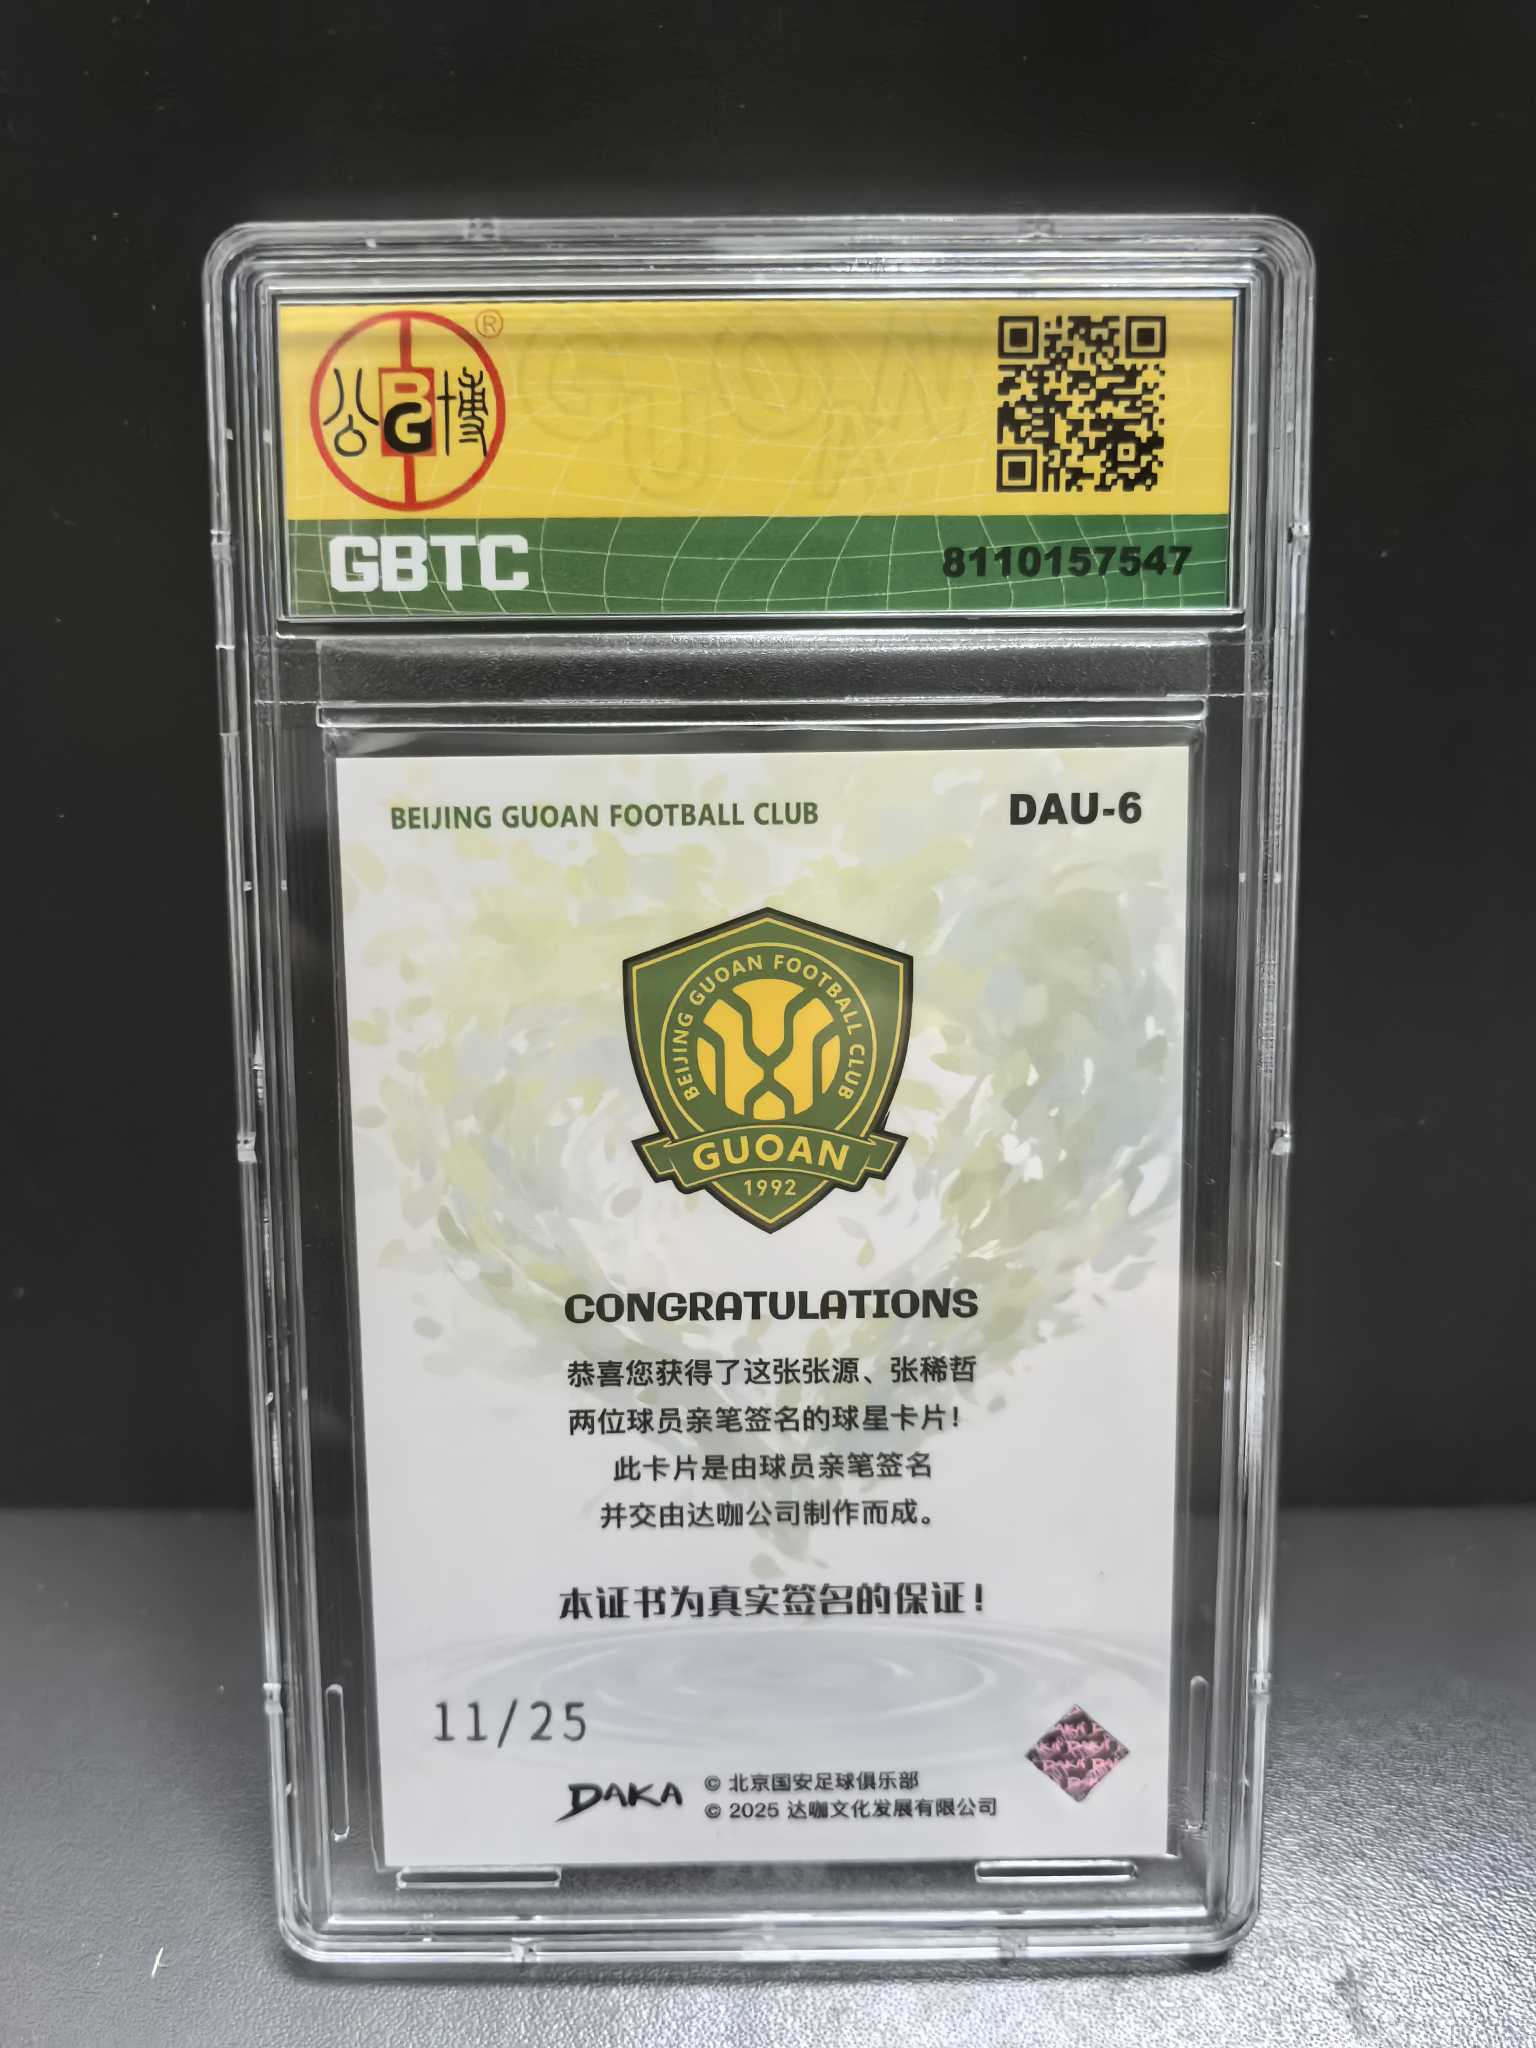 公 BG 博 ®
GUOAN
GBTC
8110157547
BEIJING GUOAN FOOTBALL CLUB
DAU-6
BEIJING GUOAN FOOTBALL CLUB
GUOAN
1992
CONGRATULATIONS
恭喜您获得了这张张源、张稀哲
两位球员亲笔签名的球星卡片！
此卡片是由球员亲笔签名
并交由达咖公司制作而成。
本证书为真实签名的保证！
11/25
DAKA
© 北京国安足球俱乐部
© 2025 达咖文化发展有限公司
DAKA